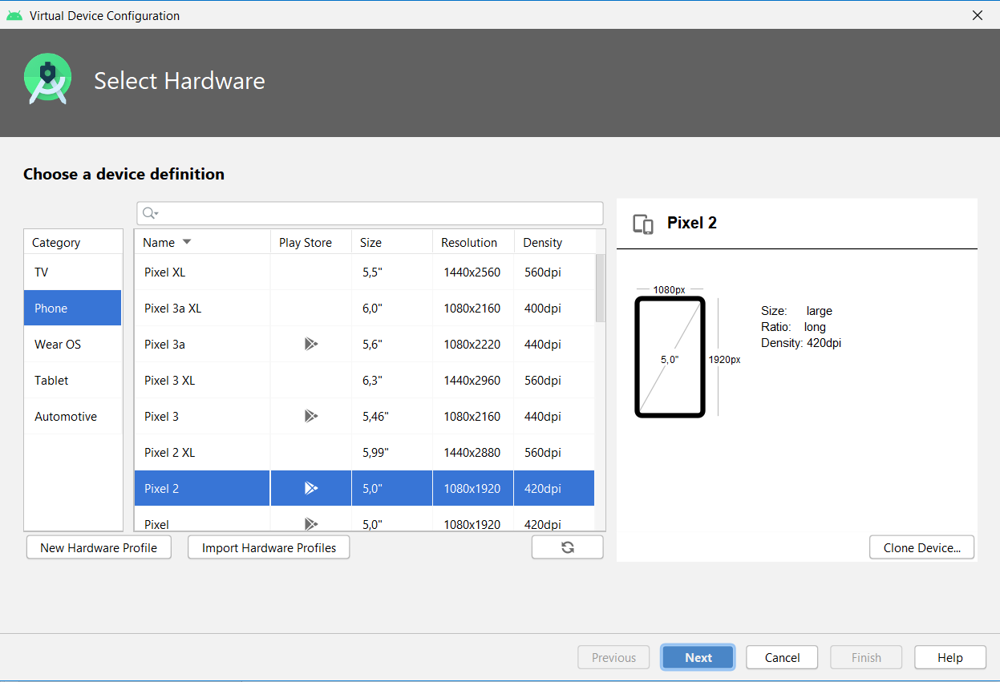 Virtual Device Configuration
Select Hardware
Choose a device definition
Category
TV
Phone
Wear OS
Tablet
Automotive
Name Play Store Size Resolution Density
Pixel XL 5,5" 1440x2560 560dpi
Pixel 3a XL 6,0" 1080x2160 400dpi
Pixel 3a 5,6" 1080x2220 440dpi
Pixel 3 XL 6,3" 1440x2960 560dpi
Pixel 3 5,46" 1080x2160 440dpi
Pixel 2 XL 5,99" 1440x2880 560dpi
Pixel 2 5,0" 1080x1920 420dpi
Pixel 5,0" 1080x1920 420dpi
New Hardware Profile Import Hardware Profiles
Pixel 2
1080px
5,0"
1920px
Size: large
Ratio: long
Density: 420dpi
Clone Device...
Previous Next Cancel Finish Help